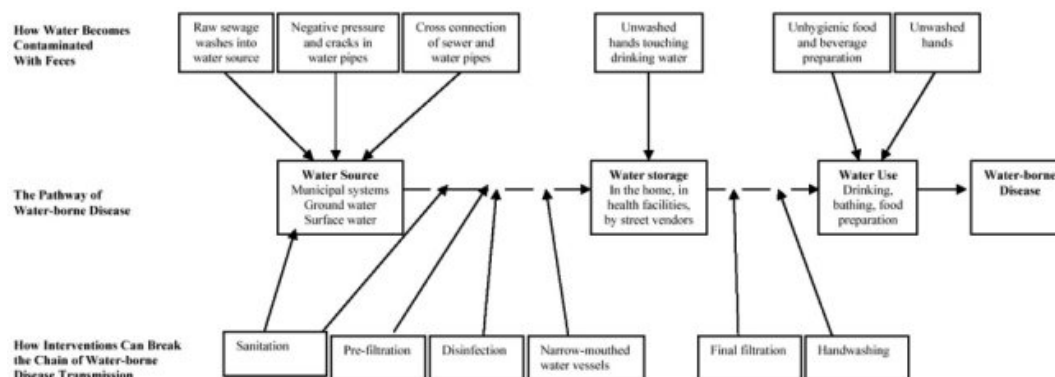 How Water Becomes
Contaminated
With Feces
Raw sewage
washes into
water source
Negative pressure
and cracks in
water pipes
Cross connection
of sewer and
water pipes
Unwashed
hands touching
drinking water
Unhygienic food
and beverage
preparation
Unwashed
hands
The Pathway of
Water-borne Disease
Water Source
Municipal systems
Ground water
Surface water
Water storage
In the home, in
health facilities,
by street vendors
Water Use
Drinking,
bathing, food
preparation
Water-borne
Disease
How Interventions Can Break
the Chain of Water-borne
Disease Transmission
Sanitation
Pre-filtration
Disinfection
Narrow-mouthed
water vessels
Final filtration
Handwashing